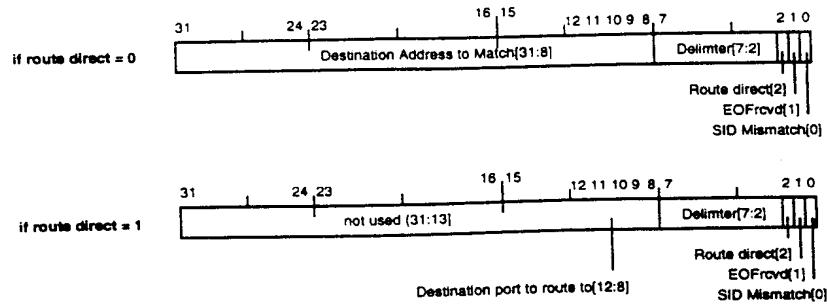 31 24 23 16 15 12 11 10 9 8 7 2 1 0
if route direct = 0 Destination Address to Match[31:8] Delimter[7:2]
Route direct[2]
EOFrcvd[1]
SID Mismatch[0]
31 24 23 16 15 12 11 10 9 8 7 2 1 0
if route direct = 1 not used (31:13] Delimter[7:2]
Route direct[2]
Destination port to route to[12:8] EOFrcvd[1]
SID Mismatch[0]